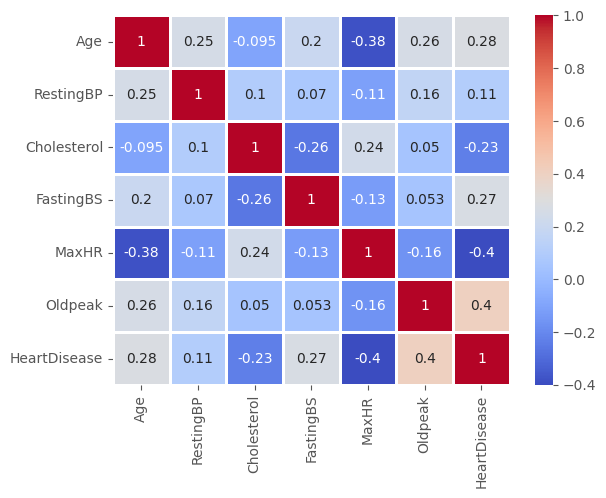 Age 1 0.25 -0.095 0.2 -0.38 0.26 0.28
RestingBP 0.25 1 0.1 0.07 -0.11 0.16 0.11
Cholesterol -0.095 0.1 1 -0.26 0.24 0.05 -0.23
FastingBS 0.2 0.07 -0.26 1 -0.13 0.053 0.27
MaxHR -0.38 -0.11 0.24 -0.13 1 -0.16 -0.4
Oldpeak 0.26 0.16 0.05 0.053 -0.16 1 0.4
HeartDisease 0.28 0.11 -0.23 0.27 -0.4 0.4 1
Age RestingBP Cholesterol FastingBS MaxHR Oldpeak HeartDisease
1.0
0.8
0.6
0.4
0.2
0.0
−0.2
−0.4